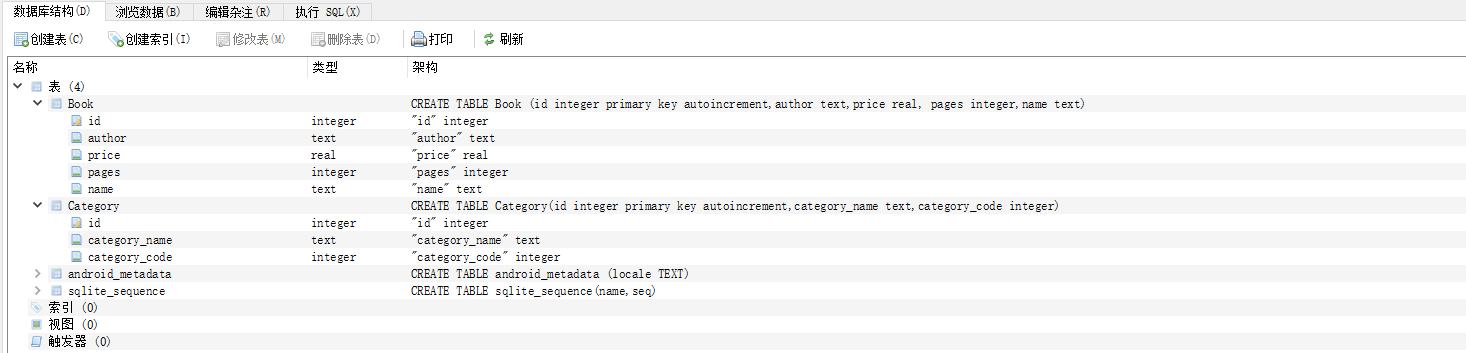 数据库结构(D) 浏览数据(B) 编辑杂注(R) 执行 SQL(X)
创建表(C) 创建索引(I) 修改表(M) 删除表(D) 打印 刷新
名称 类型 架构
表 (4)
Book CREATE TABLE Book (id integer primary key autoincrement,author text,price real, pages integer,name text)
id integer "id" integer
author text "author" text
price real "price" real
pages integer "pages" integer
name text "name" text
Category CREATE TABLE Category(id integer primary key autoincrement,category_name text,category_code integer)
id integer "id" integer
category_name text "category_name" text
category_code integer "category_code" integer
android_metadata CREATE TABLE android_metadata (locale TEXT)
sqlite_sequence CREATE TABLE sqlite_sequence(name,seq)
索引 (0)
视图 (0)
触发器 (0)